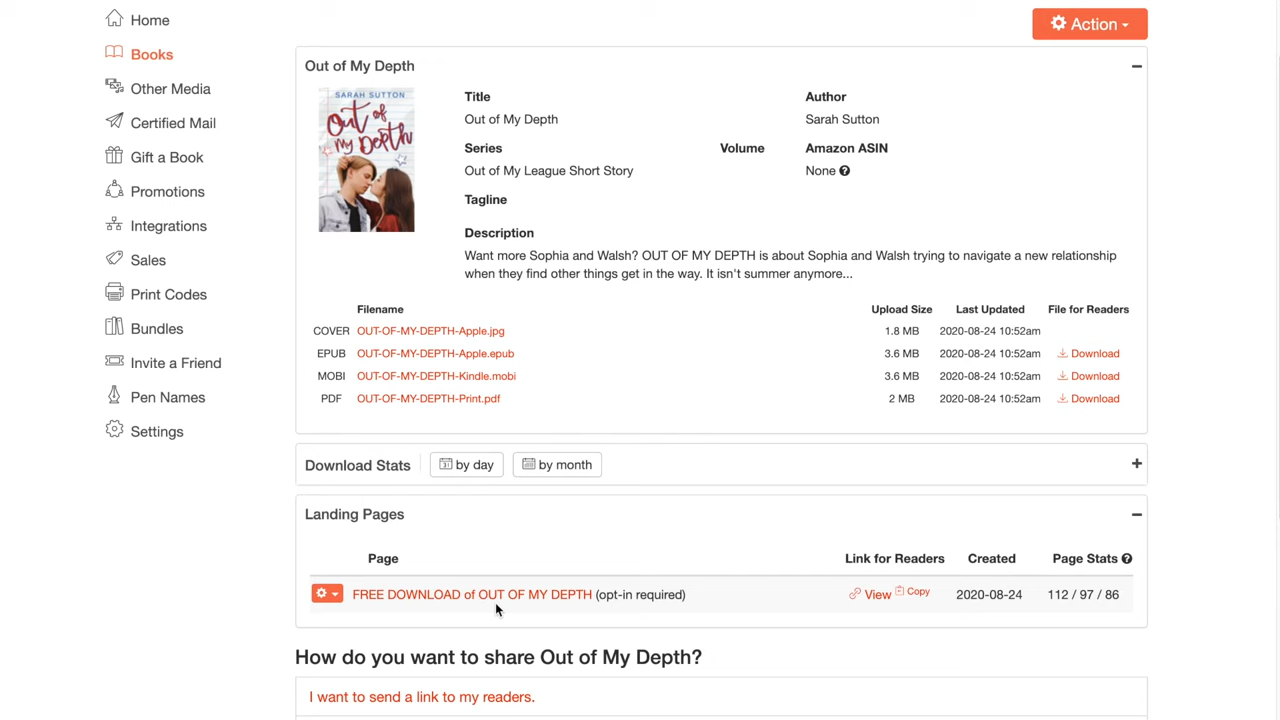 Home
Books
Other Media
Certified Mail
Gift a Book
Promotions
Integrations
Sales
Print Codes
Bundles
Invite a Friend
Pen Names
Settings
Action
Out of My Depth
SARAH SUTTON
Out of
my Depth
Title
Out of My Depth
Author
Sarah Sutton
Series
Out of My League Short Story
Volume
Amazon ASIN
None
Tagline
Description
Want more Sophia and Walsh? OUT OF MY DEPTH is about Sophia and Walsh trying to navigate a new relationship
when they find other things get in the way. It isn't summer anymore...
Filename Upload Size Last Updated File for Readers
COVER OUT-OF-MY-DEPTH-Apple.jpg 1.8 MB 2020-08-24 10:52am
EPUB OUT-OF-MY-DEPTH-Apple.epub 3.6 MB 2020-08-24 10:52am Download
MOBI OUT-OF-MY-DEPTH-Kindle.mobi 3.6 MB 2020-08-24 10:52am Download
PDF OUT-OF-MY-DEPTH-Print.pdf 2 MB 2020-08-24 10:52am Download
Download Stats by day by month
Landing Pages
Page Link for Readers Created Page Stats
FREE DOWNLOAD of OUT OF MY DEPTH (opt-in required) View Copy 2020-08-24 112 / 97 / 86
How do you want to share Out of My Depth?
I want to send a link to my readers.